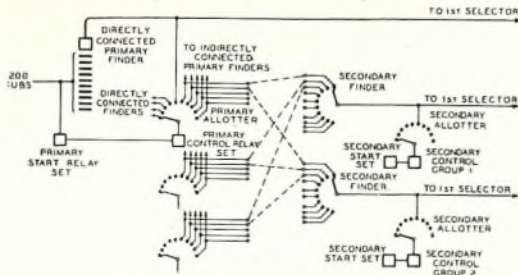 TO 1ST SELECTOR
DIRECTLY
CONNECTED
PRIMARY
FINDER
TO INDIRECTLY
CONNECTED
PRIMARY FINDERS
SECONDARY
FINDER
200
SUBS
DIRECTLY
CONNECTED
FINDERS
PRIMARY
ALLOTTER
TO 1ST SELECTOR
SECONDARY
ALLOTTER
PRIMARY
START RELAY
SET
PRIMARY
CONTROL RELAY
SET
SECONDARY
START SET
SECONDARY
CONTROL
GROUP 1
SECONDARY
FINDER
TO 1ST SELECTOR
SECONDARY
ALLOTTER
SECONDARY
START SET
SECONDARY
CONTROL
GROUP 2